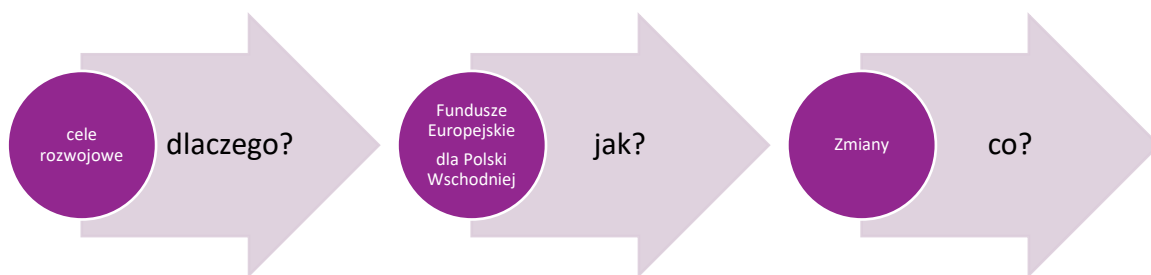 cele
rozwojowe
dlaczego?
Fundusze
Europejskie
dla Polski
Wschodniej
jak?
Zmiany
co?